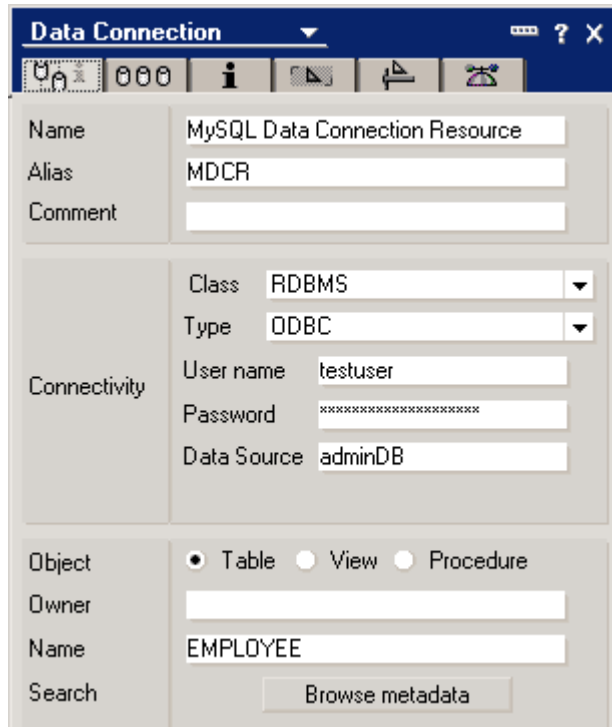 Data Connection
? X
i
Name MySQL Data Connection Resource
Alias MDCR
Comment
Class RDBMS
Type ODBC
Connectivity
User name testuser
Password ********************
Data Source adminDB
Object Table View Procedure
Owner
Name EMPLOYEE
Search Browse metadata